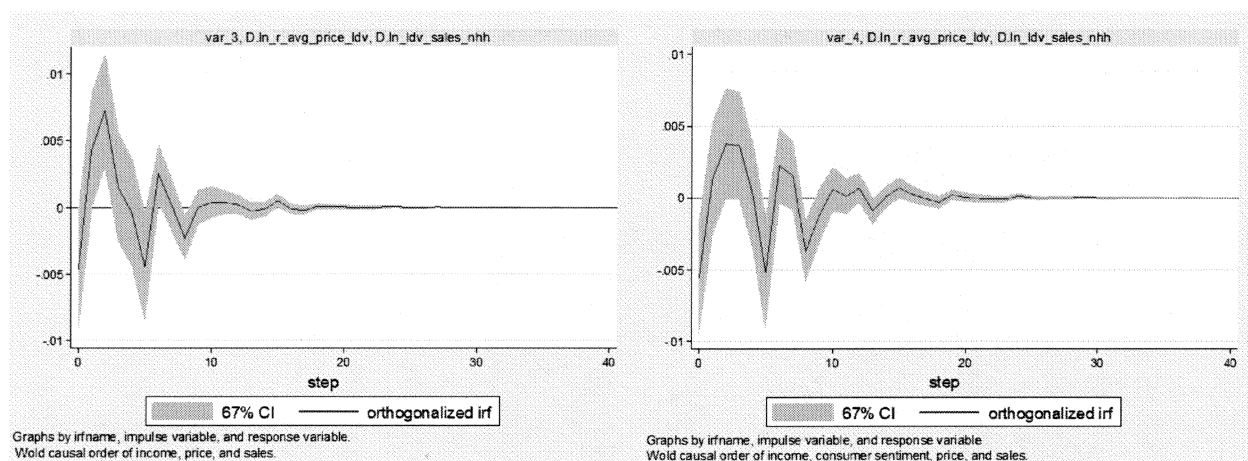 var_3, D.ln_r_avg_price_ldv, D.ln_ldv_sales_nhh
.01
.005
0
-.005
-.01
0 10 20 30 40
step
67% CI orthogonalized irf
Graphs by irfname, impulse variable, and response variable.
Wold causal order of income, price, and sales.
var_4, D.ln_r_avg_price_ldv, D.ln_ldv_sales_nhh
.01
.005
0
-.005
-.01
0 10 20 30 40
step
67% CI orthogonalized irf
Graphs by irfname, impulse variable, and response variable
Wold causal order of income, consumer sentiment, price, and sales.